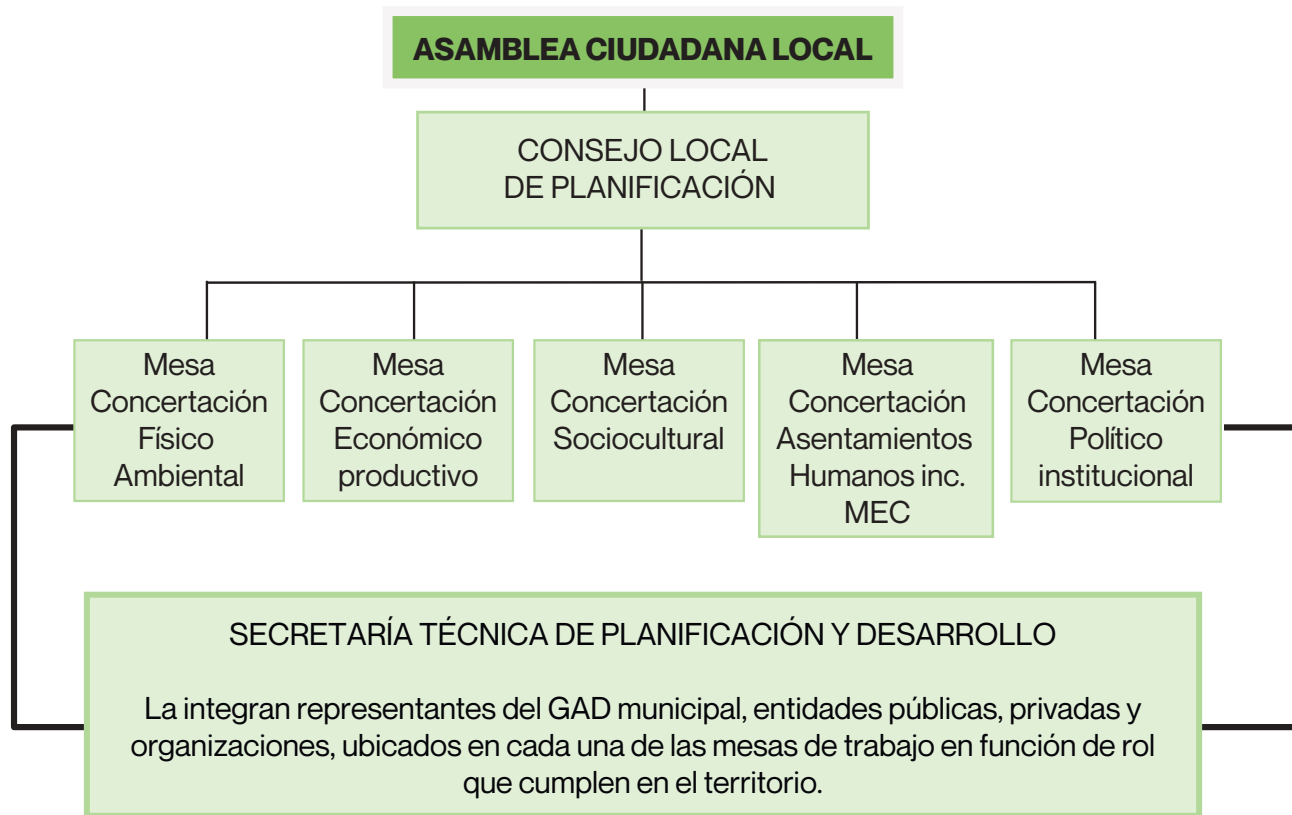 ASAMBLEA CIUDADANA LOCAL
CONSEJO LOCAL
DE PLANIFICACIÓN
Mesa
Concertación
Físico
Ambiental
Mesa
Concertación
Económico
productivo
Mesa
Concertación
Sociocultural
Mesa
Concertación
Asentamientos
Humanos inc.
MEC
Mesa
Concertación
Político
institucional
SECRETARÍA TÉCNICA DE PLANIFICACIÓN Y DESARROLLO
La integran representantes del GAD municipal, entidades públicas, privadas y
organizaciones, ubicados en cada una de las mesas de trabajo en función de rol
que cumplen en el territorio.